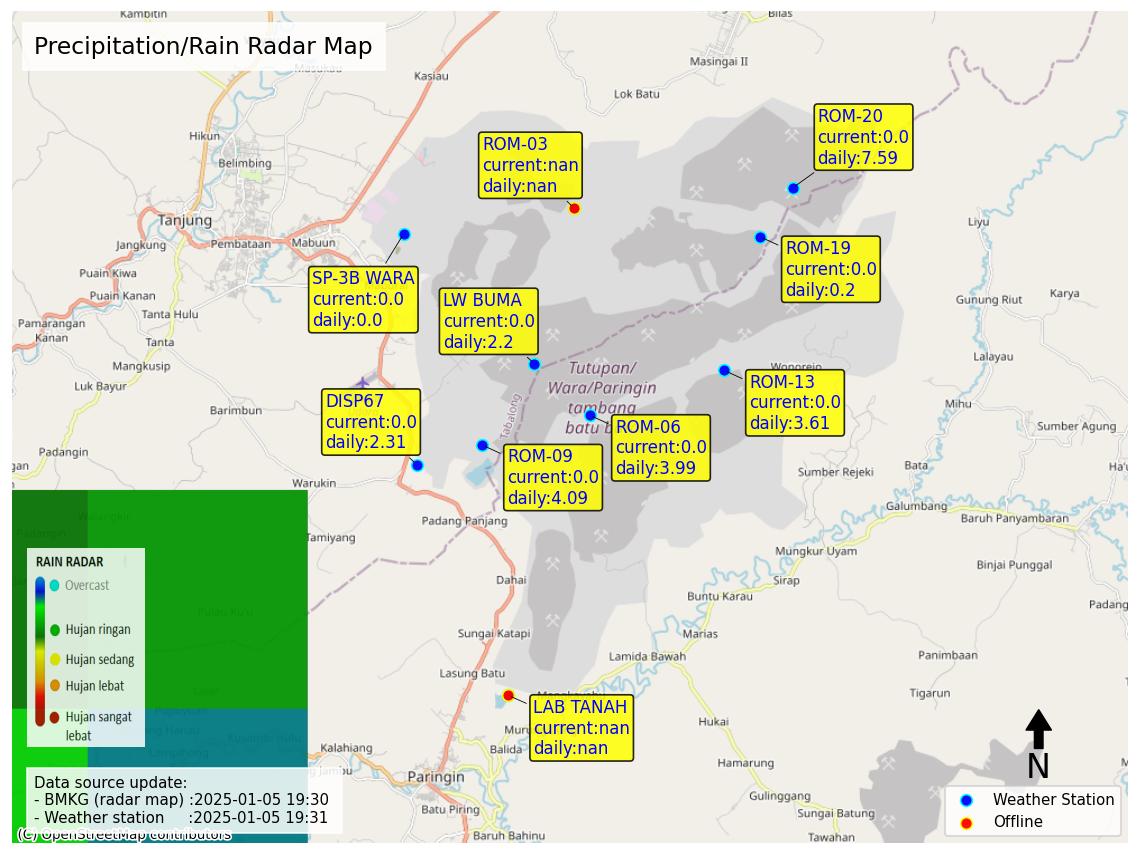 Precipitation/Rain Radar Map
Kambitin
Bilas
Masukau
Kasiau
Masingai II
Lok Batu
Hikun
Belimbing
ROM-03
current:nan
daily:nan
ROM-20
current:0.0
daily:7.59
Tanjung
Jangkung
Pembataan
Mabuun
Liyu
ROM-19
current:0.0
daily:0.2
Puain Kiwa
Puain Kanan
SP-3B WARA
current:0.0
daily:0.0
LW BUMA
current:0.0
daily:2.2
Gunung Riut
Karya
Tanta Hulu
Pamarangan
Kanan
Tanta
Mangkusip
Luk Bayur
Lalayau
Wonorejo
Tutupan/
Wara/Paringin
tambang
batu b
Tabalong
ROM-13
current:0.0
daily:3.61
DISP67
current:0.0
daily:2.31
Barimbun
Mihu
ROM-06
current:0.0
daily:3.99
Sumber Agung
Padangin
gan
ROM-09
current:0.0
daily:4.09
Bata
Sumber Rejeki
Warukin
Galumbang
Baruh Panyambaran
Padang Panjang
Walangkir
Padangin
Tamiyang
Mungkur Uyam
Binjai Punggal
RAIN RADAR
Overcast
Hujan ringan
Hujan sedang
Hujan lebat
Hujan sangat
lebat
Dahai
Sirap
Buntu Karau
Padang
Pulau Ku'u
Sungai Katapi
Marias
Lamida Bawah
Panimbaan
Lasung Batu
Tigarun
LAB TANAH
current:nan
daily:nan
Hukai
Balida
Kalahiang
Hamarung
N
Paringin
Gulinggang
Batu Piring
Sungai Batung
Baruh Bahinu
Tawahan
Data source update:
- BMKG (radar map) :2025-01-05 19:30
- Weather station :2025-01-05 19:31
Weather Station
Offline
(C) OpenStreetMap contributors